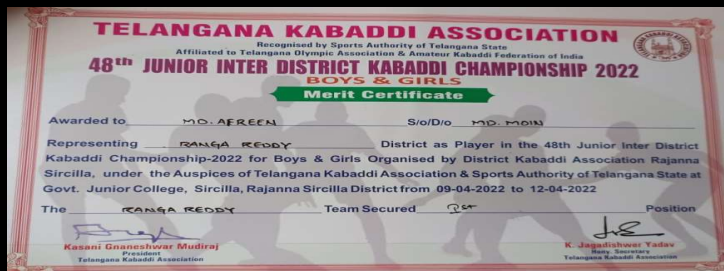 TELANGANA KABADDI ASSOCIATION
Recognised by Sports Authority of Telangana State
Affiliated to Telangana Olympic Association & Amateur Kabaddi Federation of India
48th JUNIOR INTER DISTRICT KABADDI CHAMPIONSHIP 2022
BOYS & GIRLS
Merit Certificate
Awarded to MD. AFREEN S/o/D/o MD. MOIN
Representing RANGA REDDY District as Player in the 48th Junior Inter District
Kabaddi Championship-2022 for Boys & Girls Organised by District Kabaddi Association Rajanna
Sircilla, under the Auspices of Telangana Kabaddi Association & Sports Authority of Telangana State at
Govt. Junior College, Sircilla, Rajanna Sircilla District from 09-04-2022 to 12-04-2022
The RANGA REDDY Team Secured Position
Kasani Gnaneshwar Mudiraj
President
Telangana Kabaddi Association
K. Jagadishwer Yadav
Hony. Secretary
Telangana Kabaddi Association